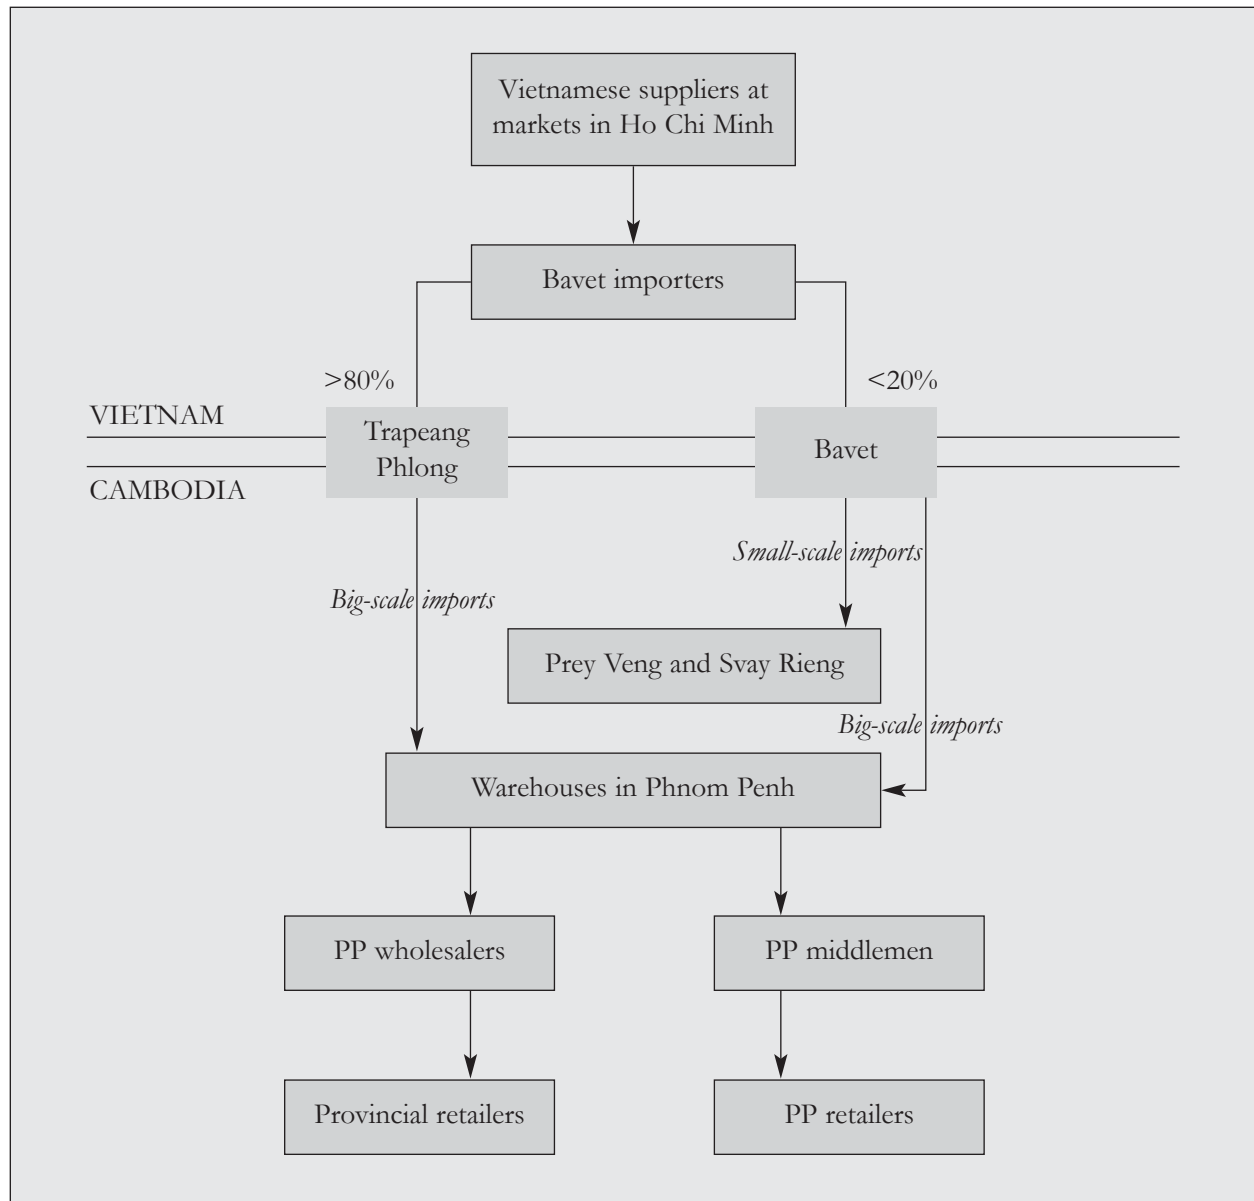 Vietnamese suppliers at
markets in Ho Chi Minh
Bavet importers
>80%
<20%
VIETNAM
Trapeang
Phlong
Bavet
CAMBODIA
Small-scale imports
Big-scale imports
Prey Veng and Svay Rieng
Big-scale imports
Warehouses in Phnom Penh
PP wholesalers
PP middlemen
Provincial retailers
PP retailers